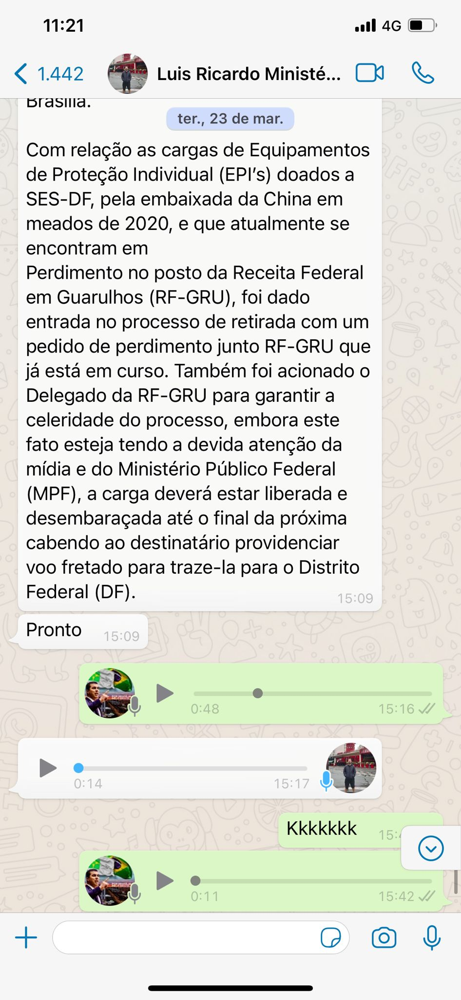 11:21
4G
1.442
Luis Ricardo Ministé...
Brasília.
ter., 23 de mar.
Com relação as cargas de Equipamentos
de Proteção Individual (EPI’s) doados a
SES-DF, pela embaixada da China em
meados de 2020, e que atualmente se
encontram em
Perdimento no posto da Receita Federal
em Guarulhos (RF-GRU), foi dado
entrada no processo de retirada com um
pedido de perdimento junto RF-GRU que
já está em curso. Também foi acionado o
Delegado da RF-GRU para garantir a
celeridade do processo, embora este
fato esteja tendo a devida atenção da
mídia e do Ministério Público Federal
(MPF), a carga deverá estar liberada e
desembaraçada até o final da próxima
cabendo ao destinatário providenciar
voo fretado para traze-la para o Distrito
Federal (DF).
15:09
Pronto
15:09
0:48
15:16
0:14
15:17
Kkkkkkk
0:11
15:42